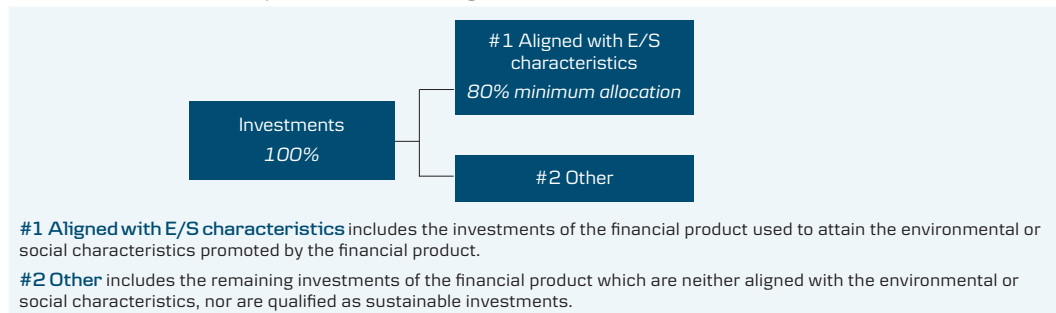 #1 Aligned with E/S
characteristics
80% minimum allocation
Investments
100%
#2 Other
#1 Aligned with E/S characteristics includes the investments of the financial product used to attain the environmental or
social characteristics promoted by the financial product.
#2 Other includes the remaining investments of the financial product which are neither aligned with the environmental or
social characteristics, nor are qualified as sustainable investments.